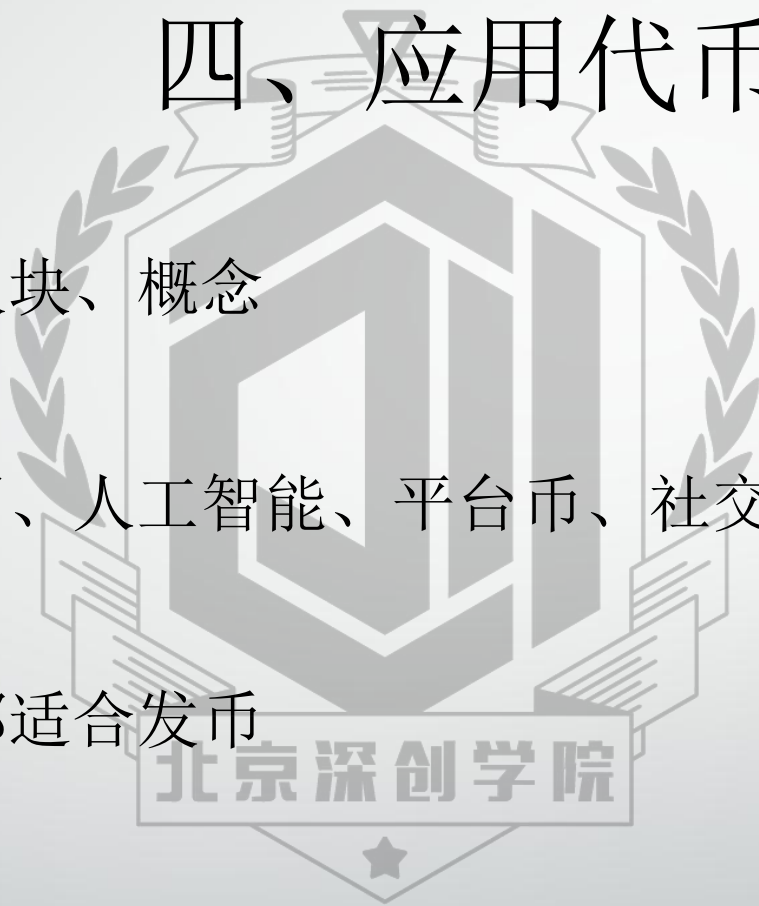 四、应用代币
块、概念
、人工智能、平台币、社交
适合发币
北京深创学院